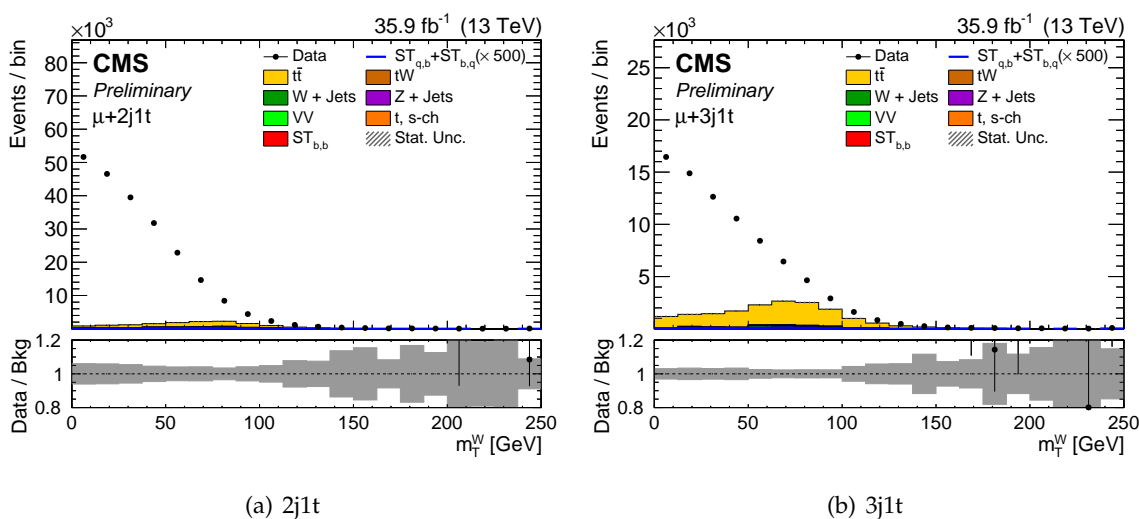 ×10³ 35.9 fb⁻¹ (13 TeV)
CMS
Preliminary
μ+2j1t
Data ST_q,b+ST_b,q(× 500)
tt̄ tW
W + Jets Z + Jets
VV t, s-ch
ST_b,b Stat. Unc.
Events / bin
80
70
60
50
40
30
20
10
Data / Bkg
1.2
1
0.8
0 50 100 150 200 250
m_T^W [GeV]
(a) 2j1t
×10³ 35.9 fb⁻¹ (13 TeV)
CMS
Preliminary
μ+3j1t
Data ST_q,b+ST_b,q(× 500)
tt̄ tW
W + Jets Z + Jets
VV t, s-ch
ST_b,b Stat. Unc.
Events / bin
25
20
15
10
5
Data / Bkg
1.2
1
0.8
0 50 100 150 200 250
m_T^W [GeV]
(b) 3j1t